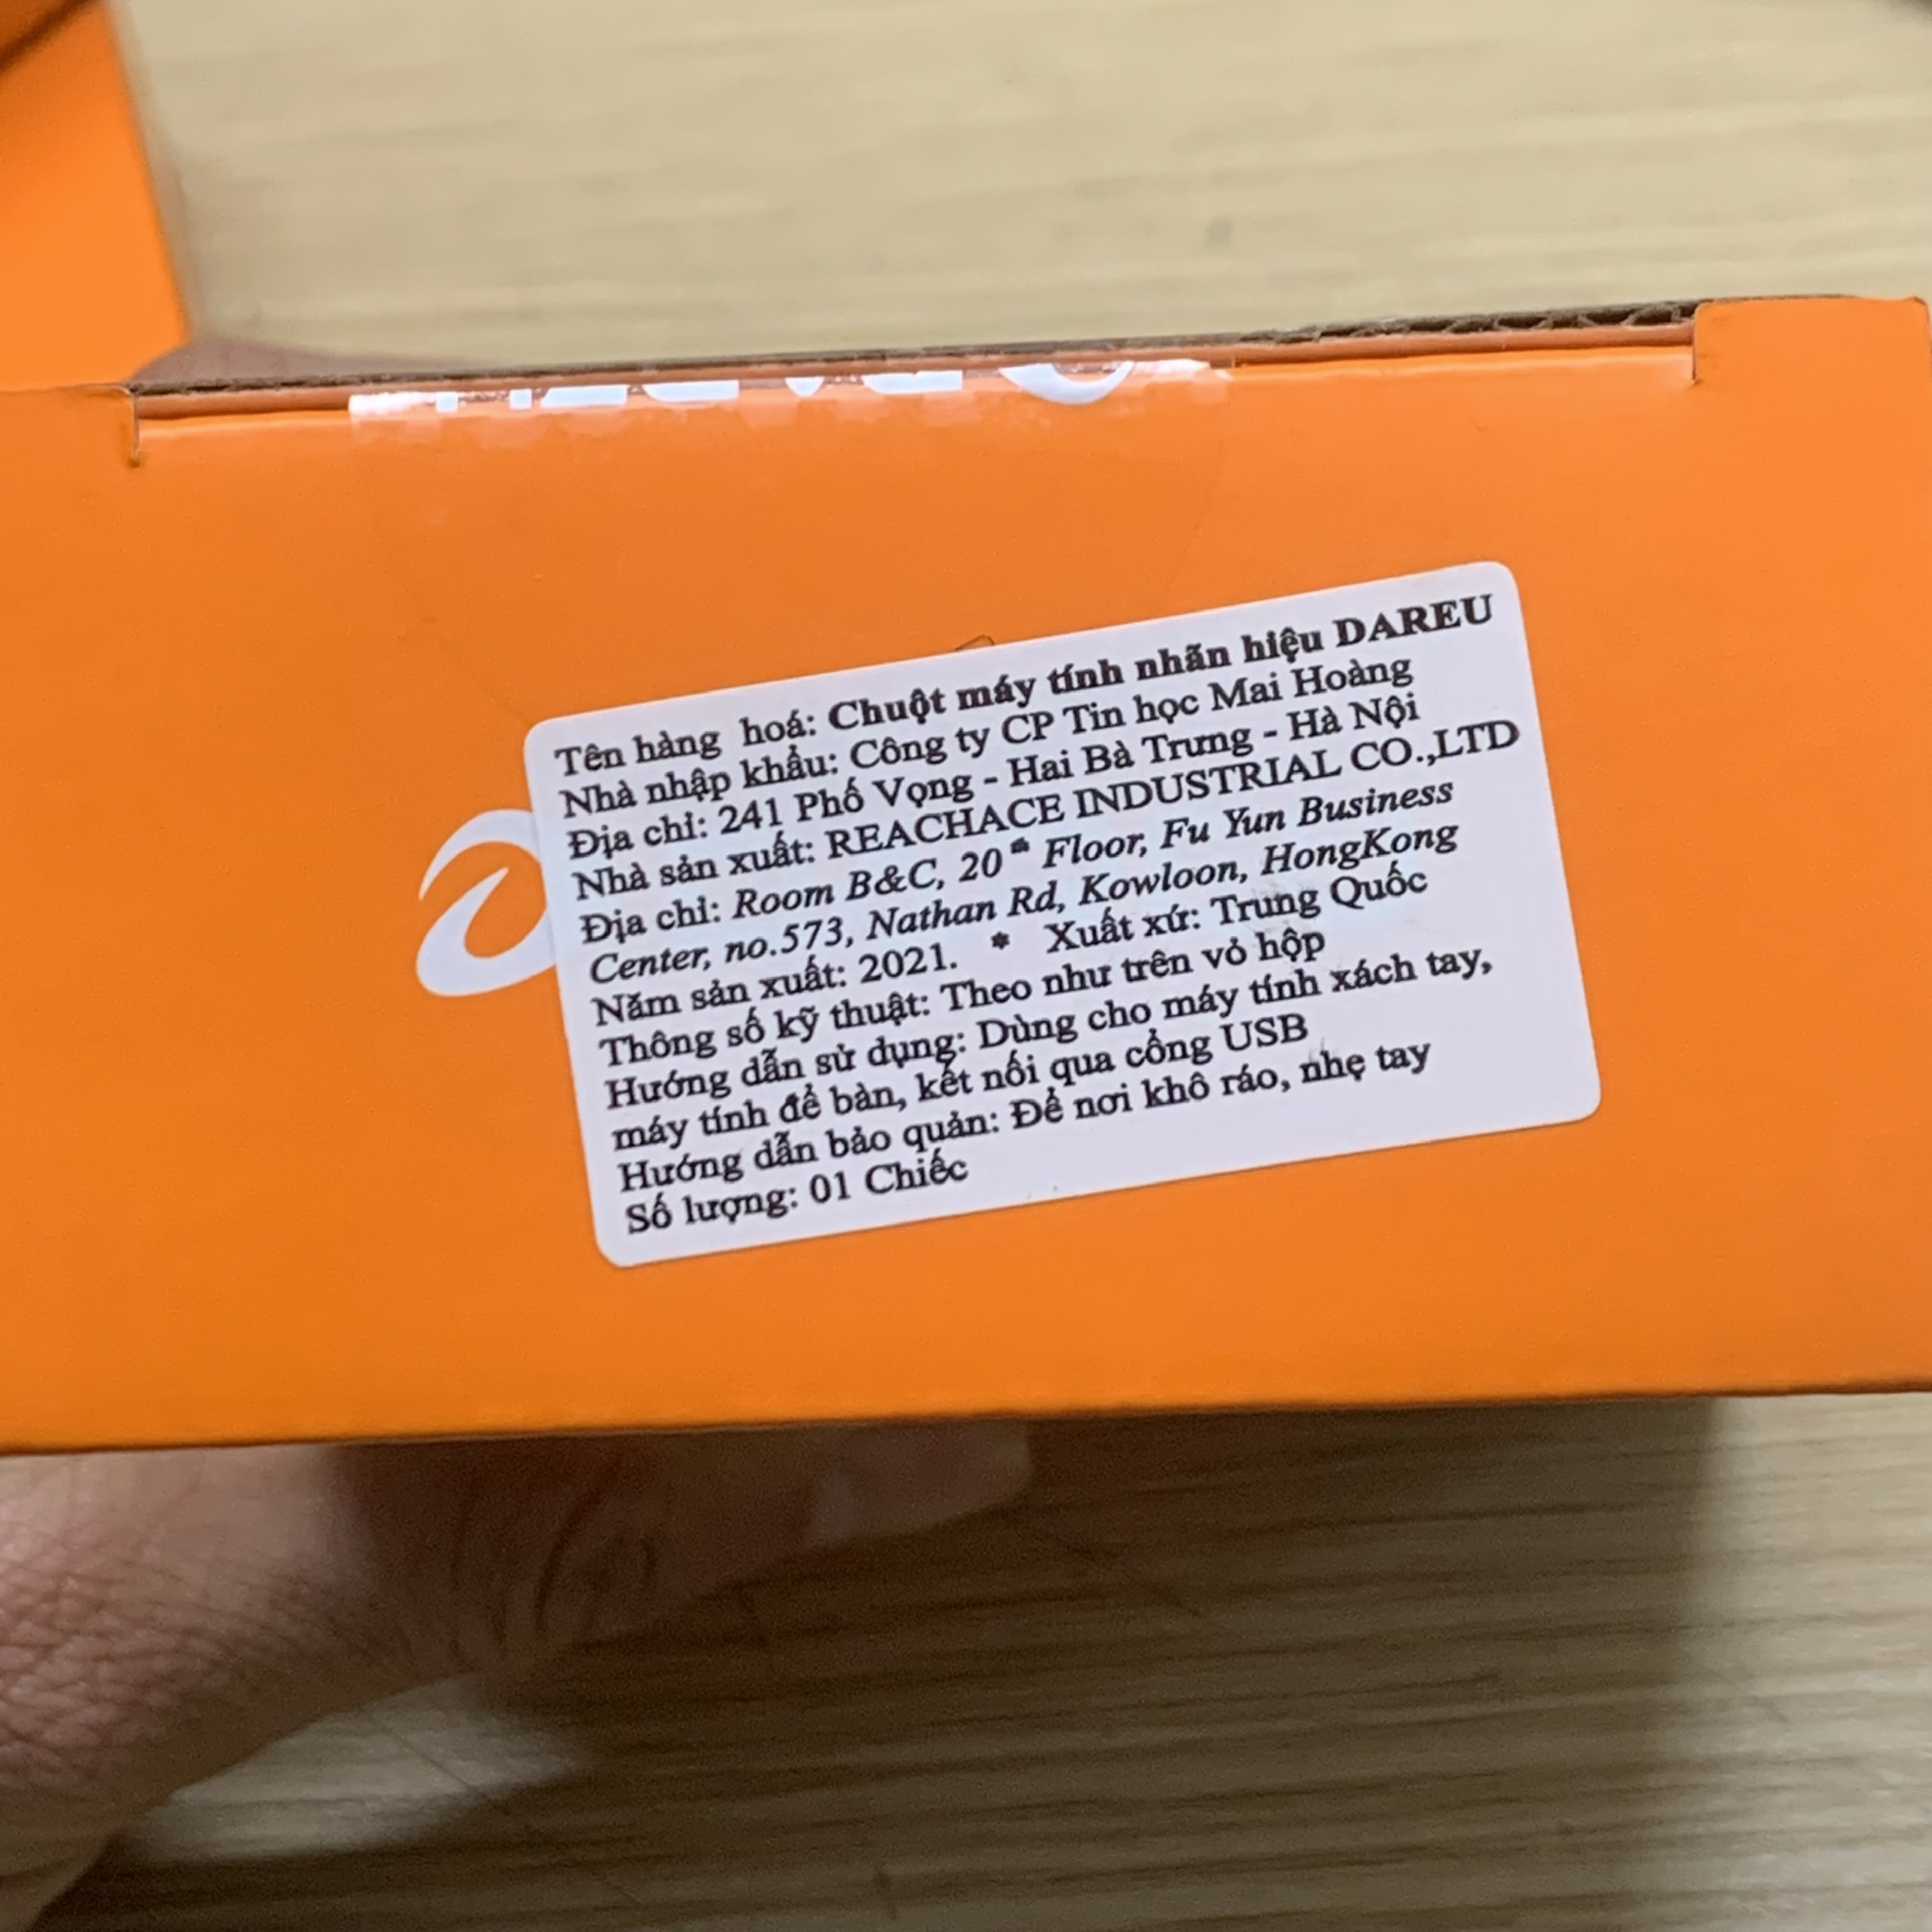 Tên hàng hoá: Chuột máy tính nhãn hiệu DAREU
Nhà nhập khẩu: Công ty CP Tin học Mai Hoàng
Địa chỉ: 241 Phố Vọng - Hai Bà Trưng - Hà Nội
Nhà sản xuất: REACHACE INDUSTRIAL CO.,LTD
Địa chỉ: Room B&C, 20th Floor, Fu Yun Business
Center, no.573, Nathan Rd, Kowloon, HongKong
Năm sản xuất: 2021. * Xuất xứ: Trung Quốc
Thông số kỹ thuật: Theo như trên vỏ hộp
Hướng dẫn sử dụng: Dùng cho máy tính xách tay,
máy tính để bàn, kết nối qua cổng USB
Hướng dẫn bảo quản: Để nơi khô ráo, nhẹ tay
Số lượng: 01 Chiếc